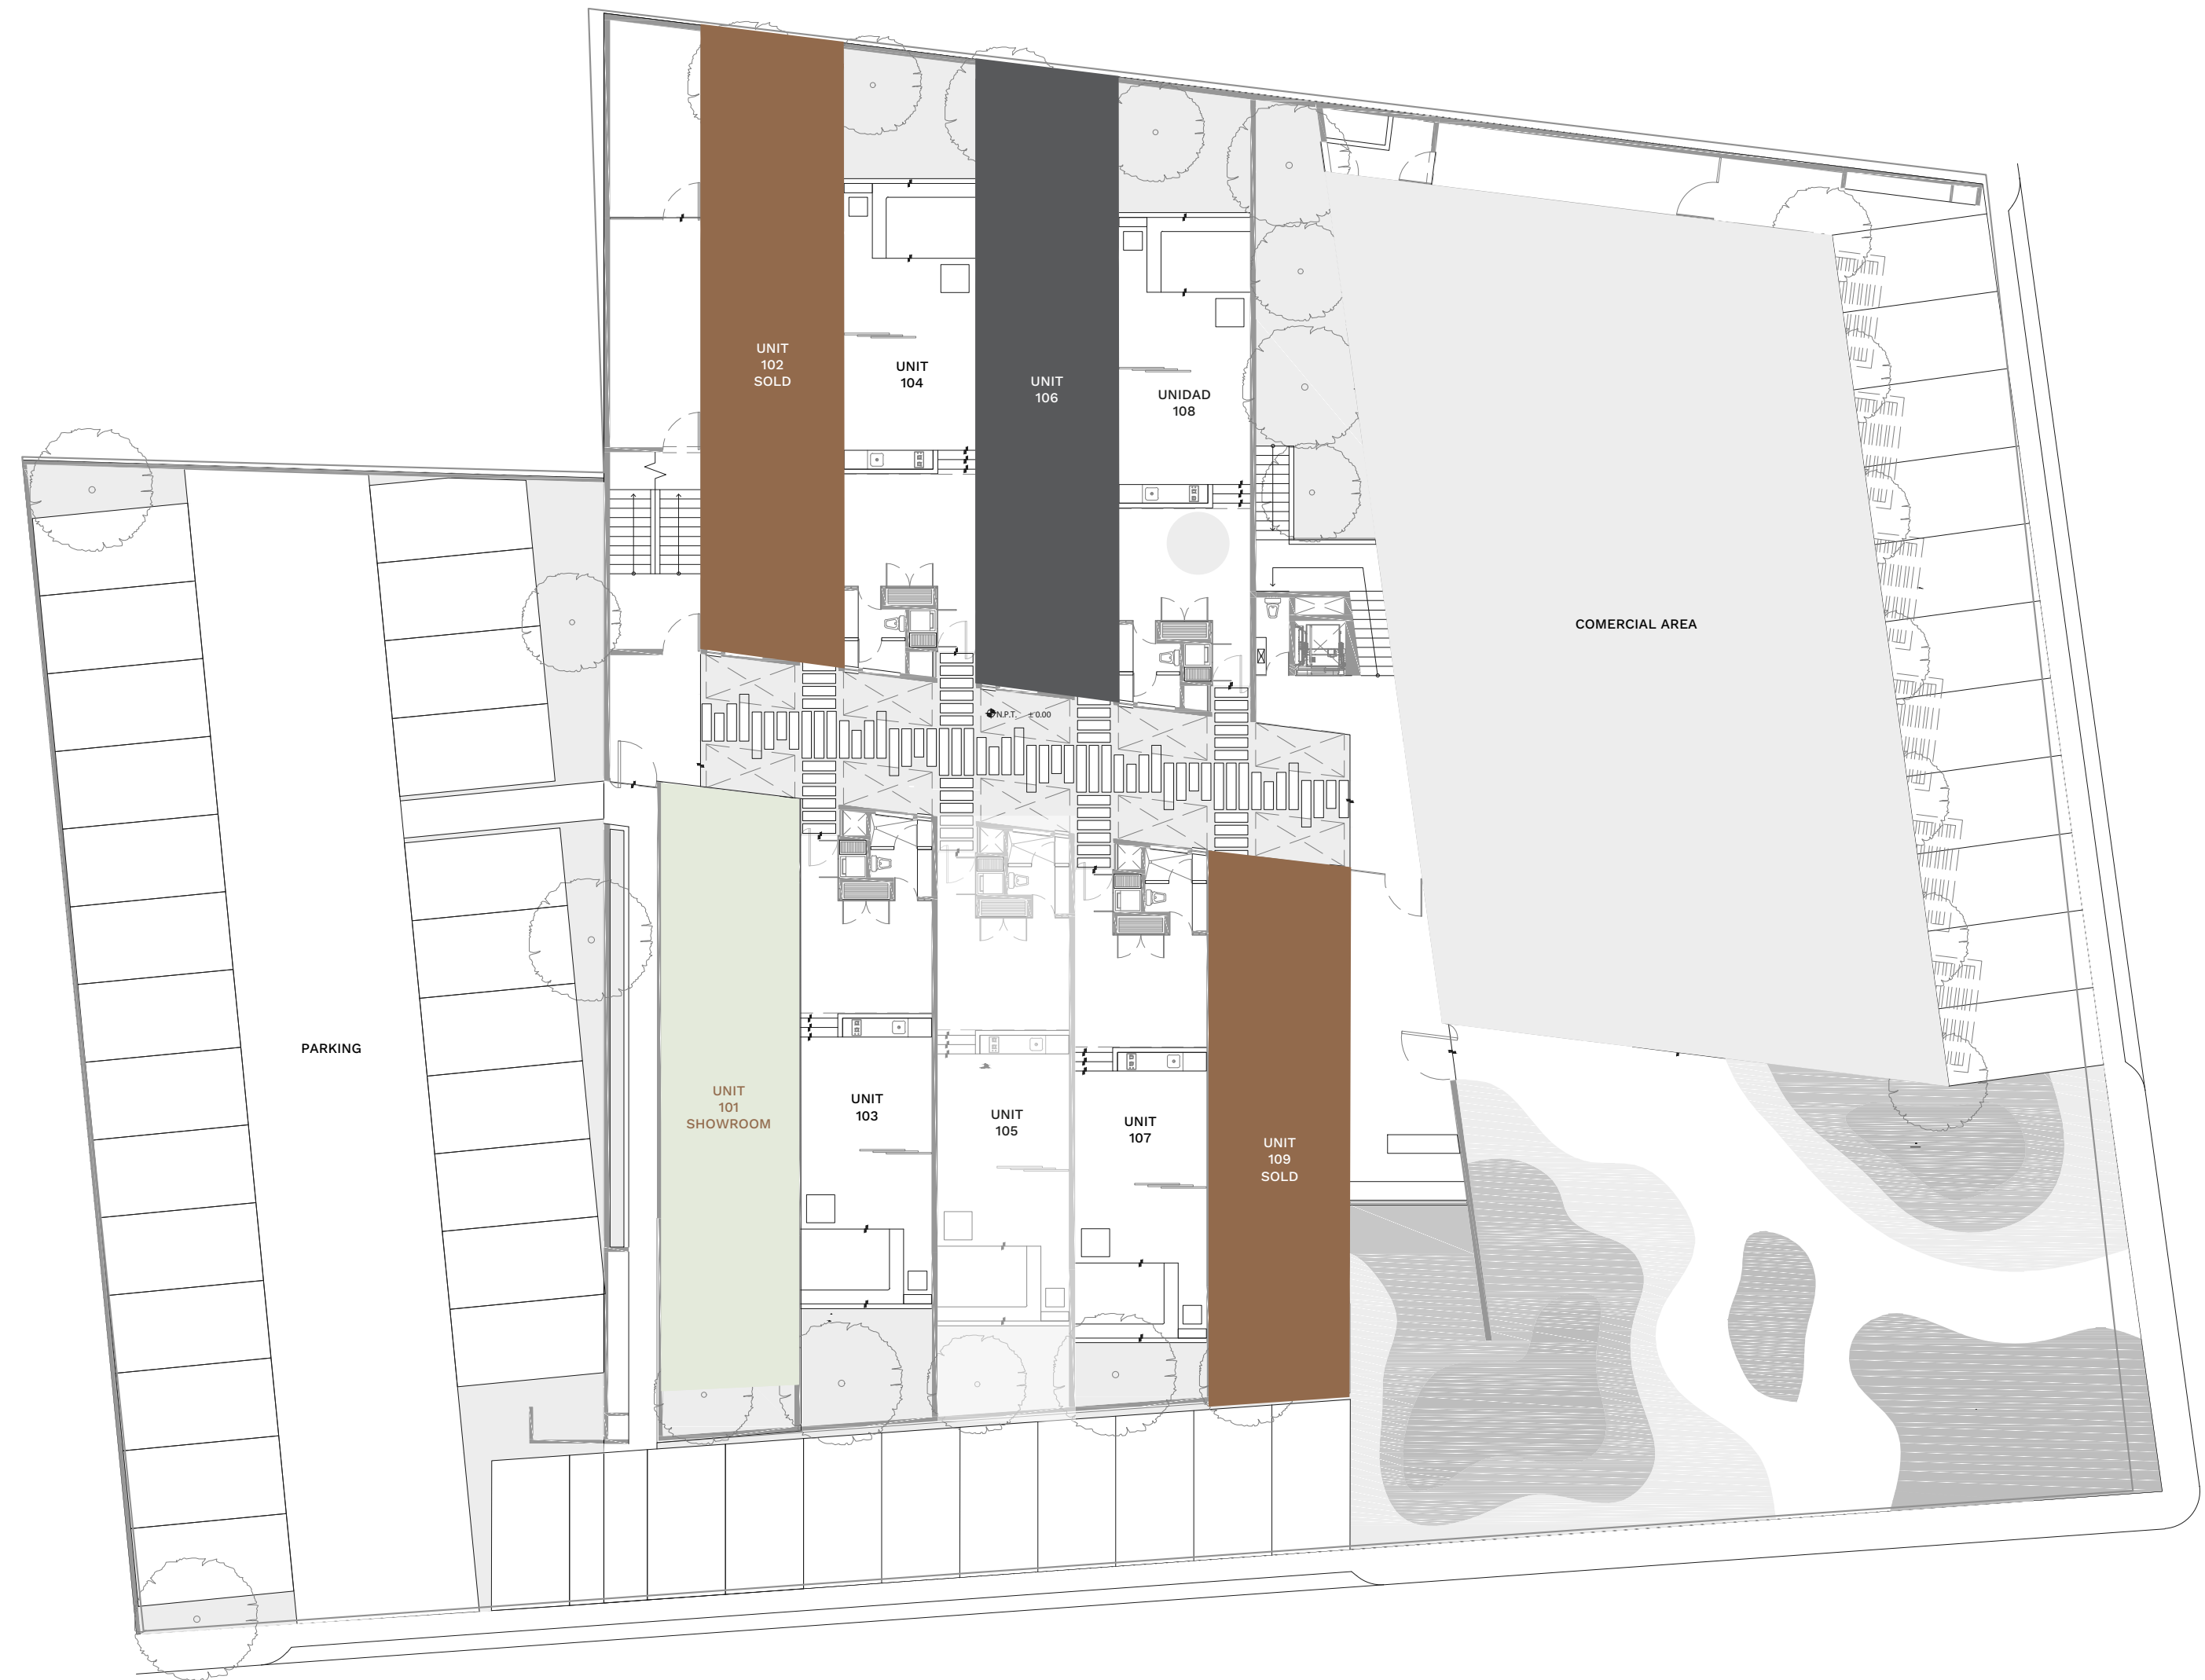 UNIT
102
SOLD
UNIT
104
UNIT
106
UNIDAD
108
COMERCIAL AREA
N.P.T. ± 0.00
PARKING
UNIT
101
SHOWROOM
UNIT
103
UNIT
105
UNIT
107
UNIT
109
SOLD